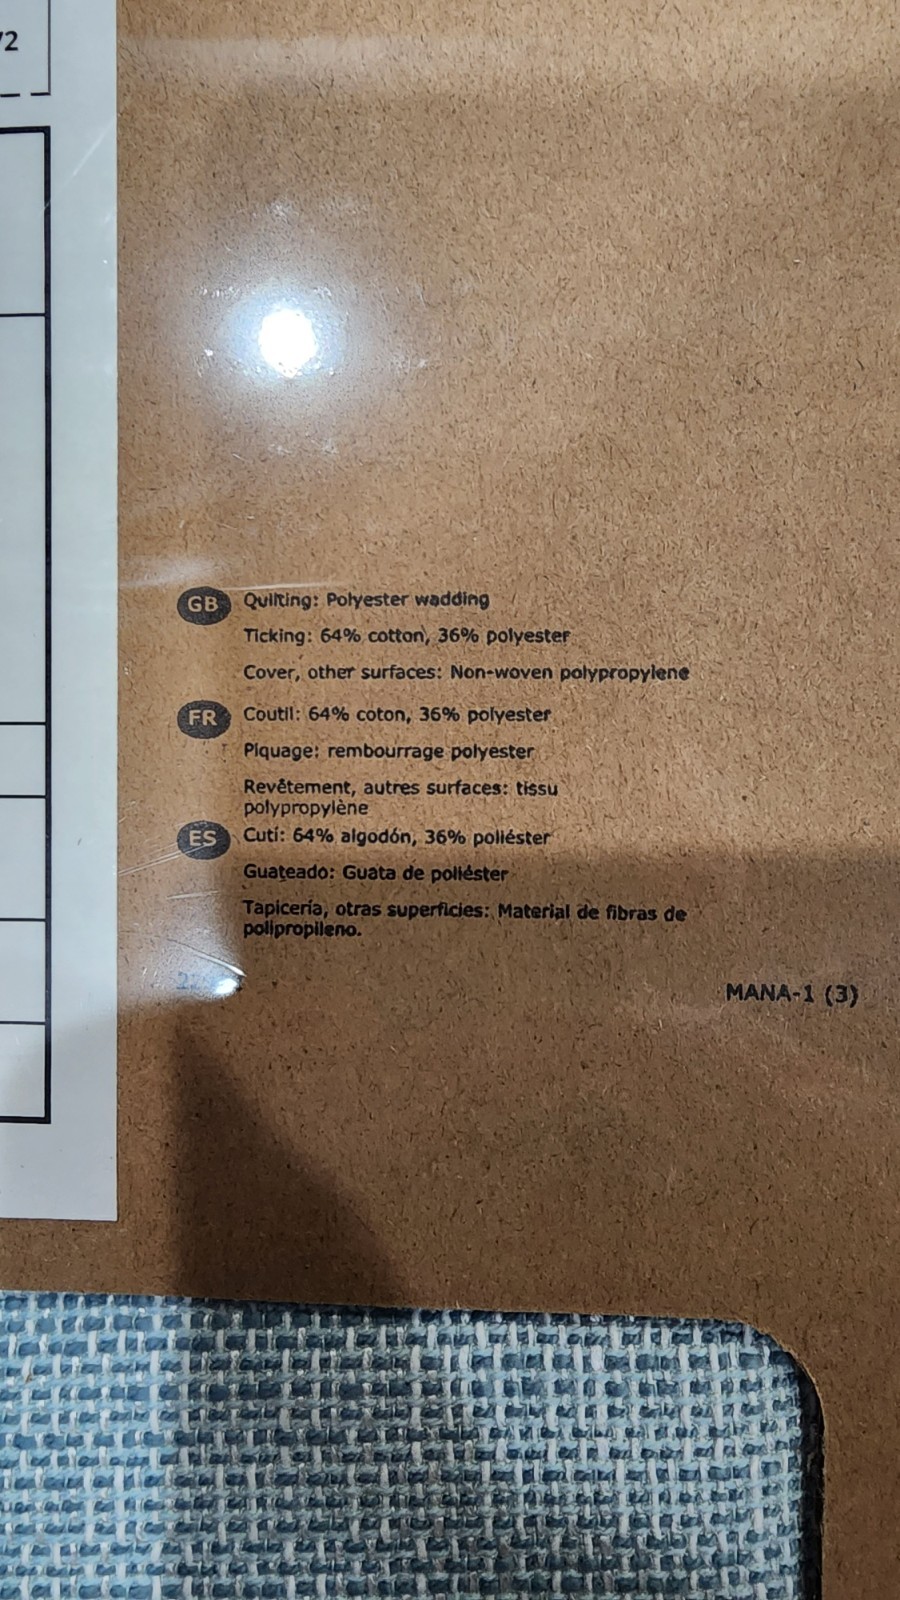 /2
GB Quilting: Polyester wadding
Ticking: 64% cotton, 36% polyester
Cover, other surfaces: Non-woven polypropylene
FR Coutil: 64% coton, 36% polyester
Piquage: rembourrage polyester
Revêtement, autres surfaces: tissu
polypropylène
ES Cutí: 64% algodón, 36% poliéster
Guateado: Guata de poliéster
Tapicería, otras superficies: Material de fibras de
polipropileno.
MANA-1 (3)